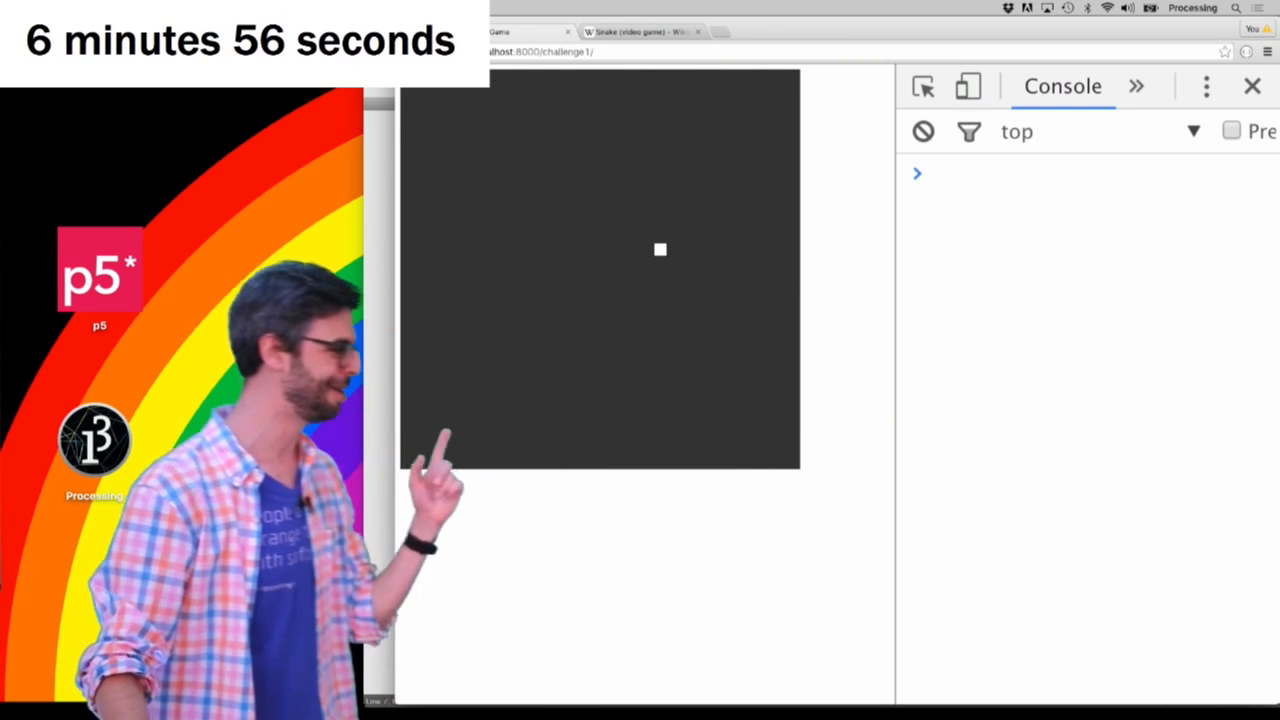 6 minutes 56 seconds
Processing
Game
Snake (video game) - Wiki
You
lhost:8000/challenge1/
Console
top
Pre
p5*
p5
Processing